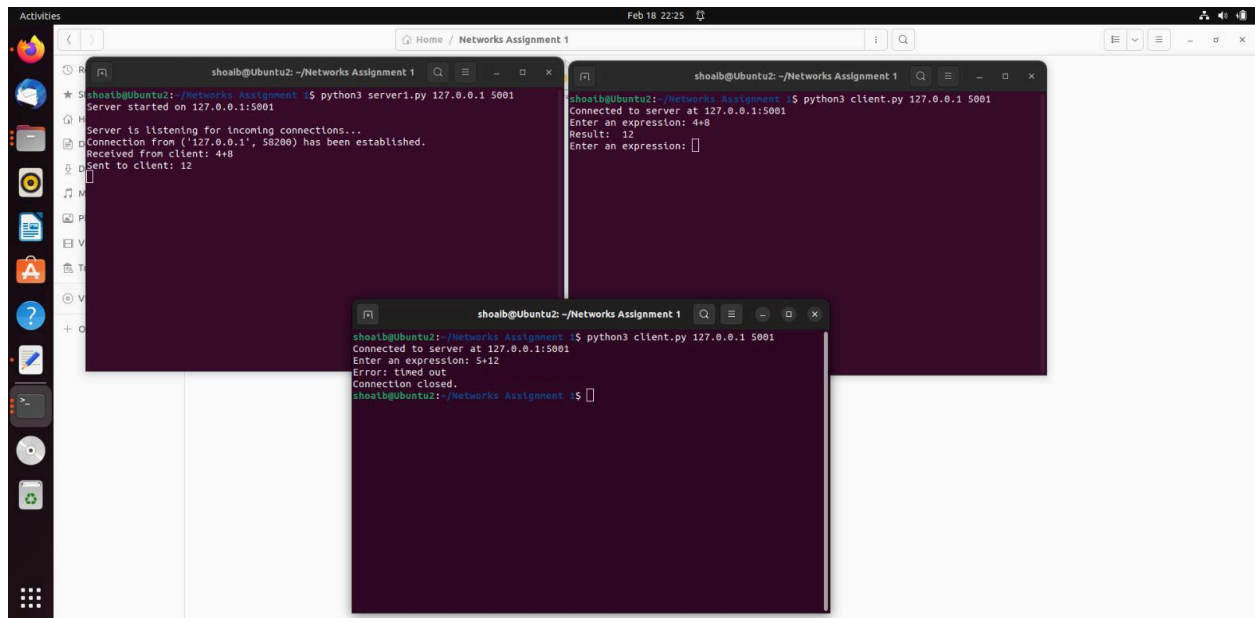 Activities
Feb 18 22:25
Home / Networks Assignment 1
shoaib@Ubuntu2: ~/Networks Assignment 1
shoaib@Ubuntu2:~/Networks Assignment 1$ python3 server1.py 127.0.0.1 5001
Server started on 127.0.0.1:5001
Server is listening for incoming connections...
Connection from ('127.0.0.1', 58200) has been established.
Received from client: 4+8
Sent to client: 12
shoaib@Ubuntu2: ~/Networks Assignment 1
shoaib@Ubuntu2:~/Networks Assignment 1$ python3 client.py 127.0.0.1 5001
Connected to server at 127.0.0.1:5001
Enter an expression: 4+8
Result: 12
Enter an expression:
shoaib@Ubuntu2: ~/Networks Assignment 1
shoaib@Ubuntu2:~/Networks Assignment 1$ python3 client.py 127.0.0.1 5001
Connected to server at 127.0.0.1:5001
Enter an expression: 5+12
Error: timed out
Connection closed.
shoaib@Ubuntu2:~/Networks Assignment 1$